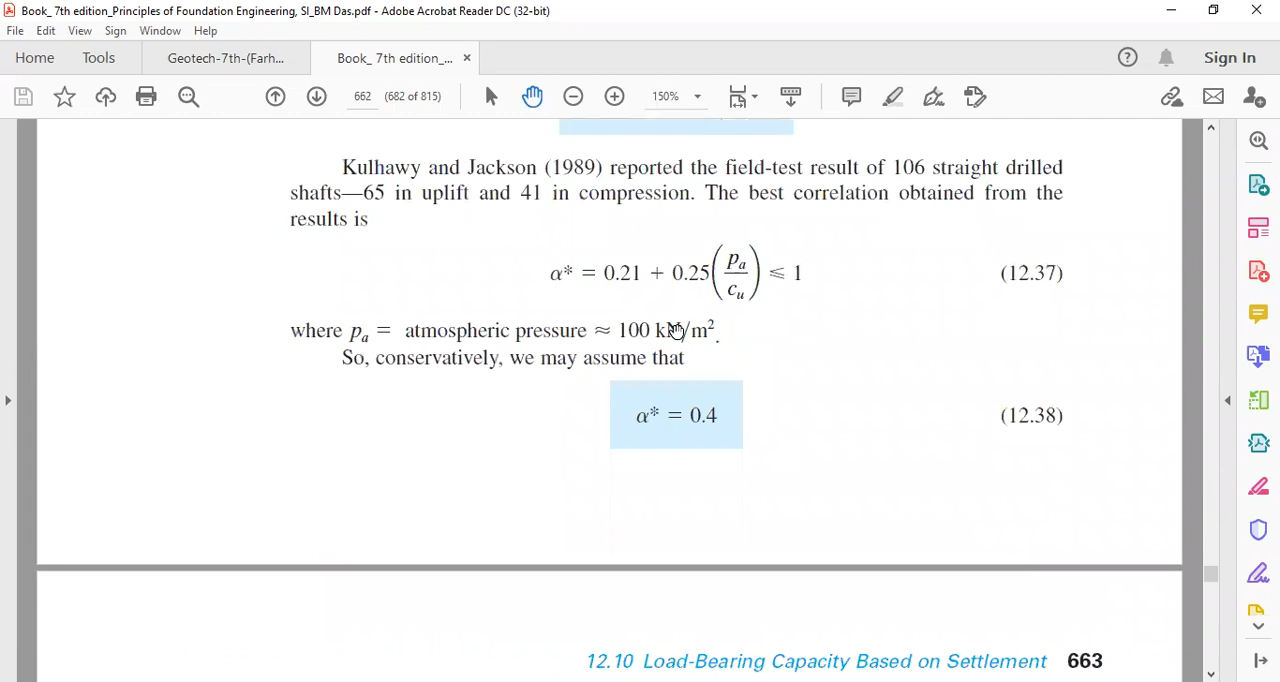 Book_ 7th edition_Principles of Foundation Engineering, SI_BM Das.pdf - Adobe Acrobat Reader DC (32-bit)
File Edit View Sign Window Help
Home Tools Geotech-7th-(Farh... Book_ 7th edition_... × Sign In
662 (682 of 815) 150%
Kulhawy and Jackson (1989) reported the field-test result of 106 straight drilled
shafts—65 in uplift and 41 in compression. The best correlation obtained from the
results is
α* = 0.21 + 0.25(pa/cu) ⩽ 1 (12.37)
where pa = atmospheric pressure ≈ 100 kN/m².
So, conservatively, we may assume that
α* = 0.4 (12.38)
12.10 Load-Bearing Capacity Based on Settlement 663